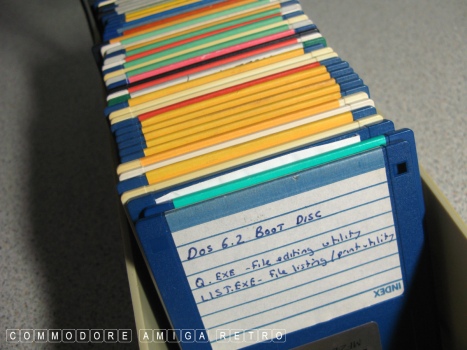 DOS 6.2 BOOT DISC
Q.EXE - File editing utility
LIST.EXE - File listing/print utility
INDEX
COMMODORE AMIGA RETRO